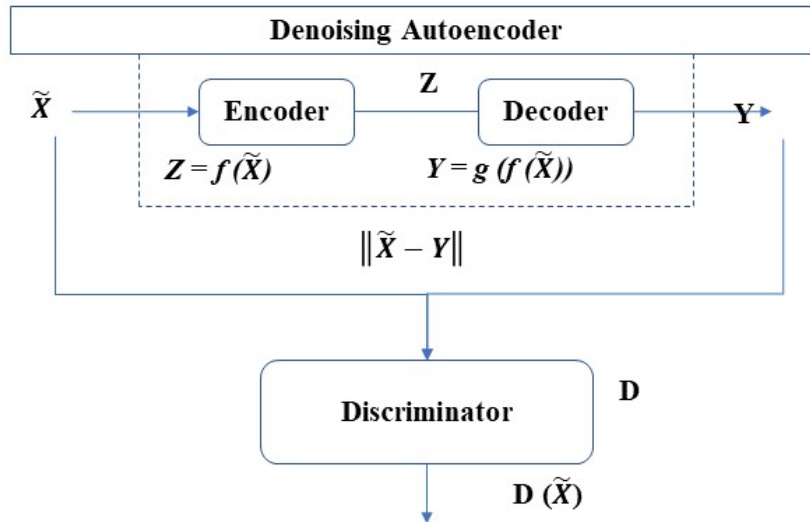 Denoising Autoencoder
X̃
Encoder
Z
Decoder
Y
Z = f(X̃)
Y = g (f(X̃))
‖X̃ − Y‖
Discriminator
D
D (X̃)